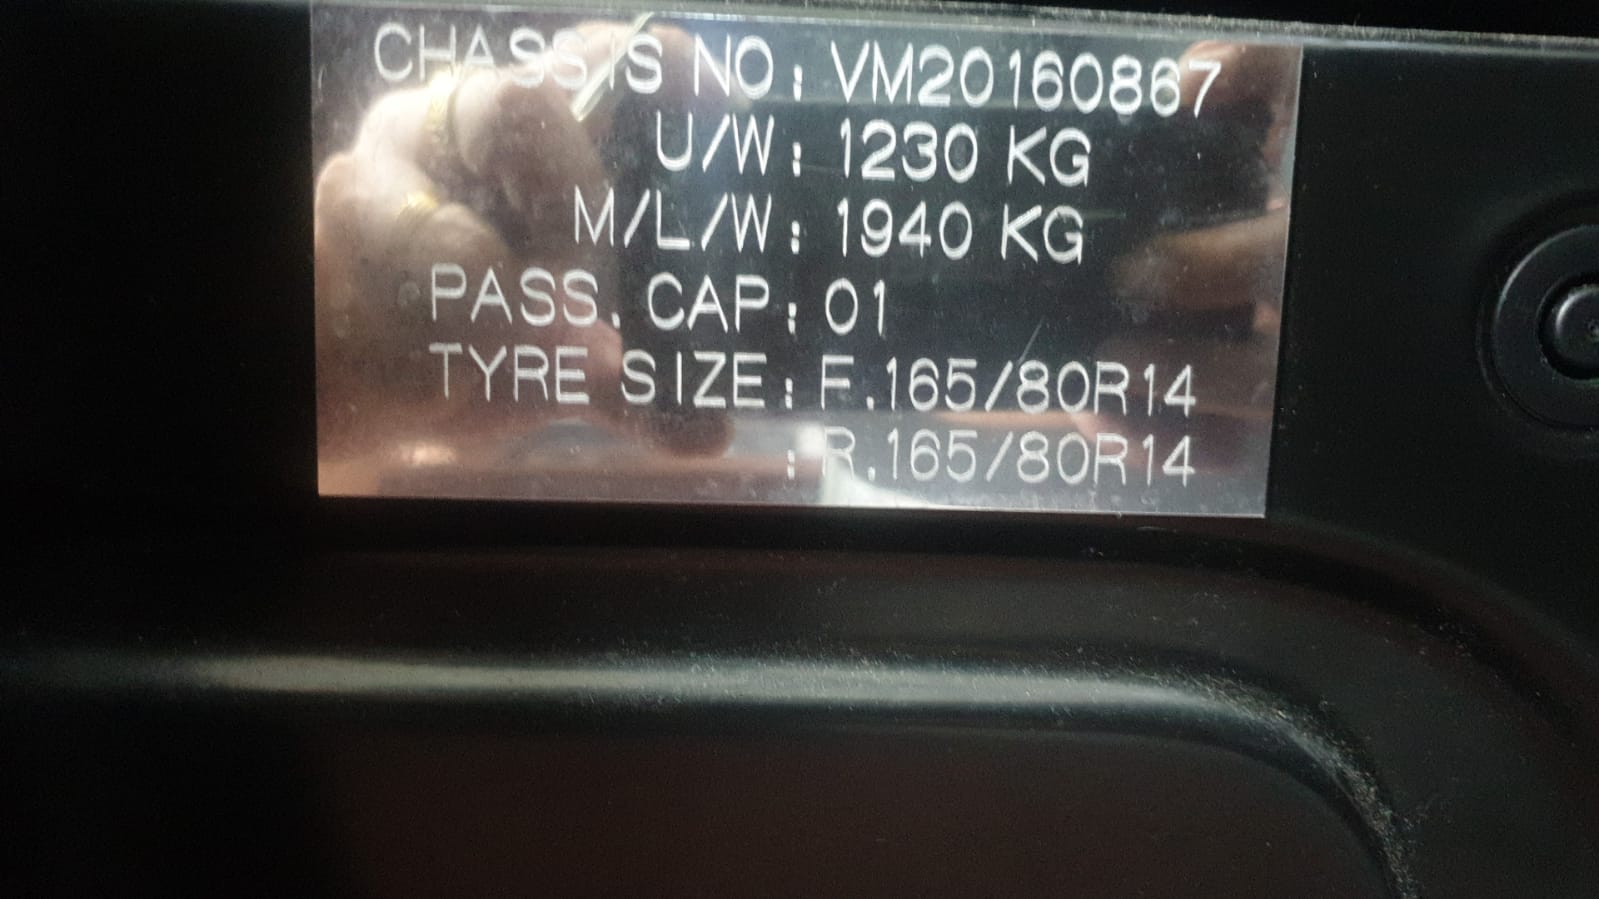 CHASSIS NO: VM20160867
U/W: 1230 KG
M/L/W: 1940 KG
PASS. CAP: 01
TYRE SIZE: F.165/80R14
: R.165/80R14